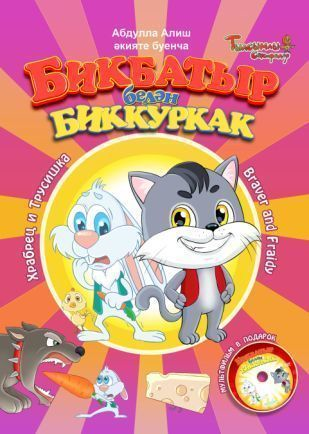 Абдулла Алиш
әкияте буенча
БИКБАТЫР
белән
БИККУРКАК
Храбрец и Трусишка
Braver and Fraidy
МУЛЬТФИЛЬМ В ПОДАРОК